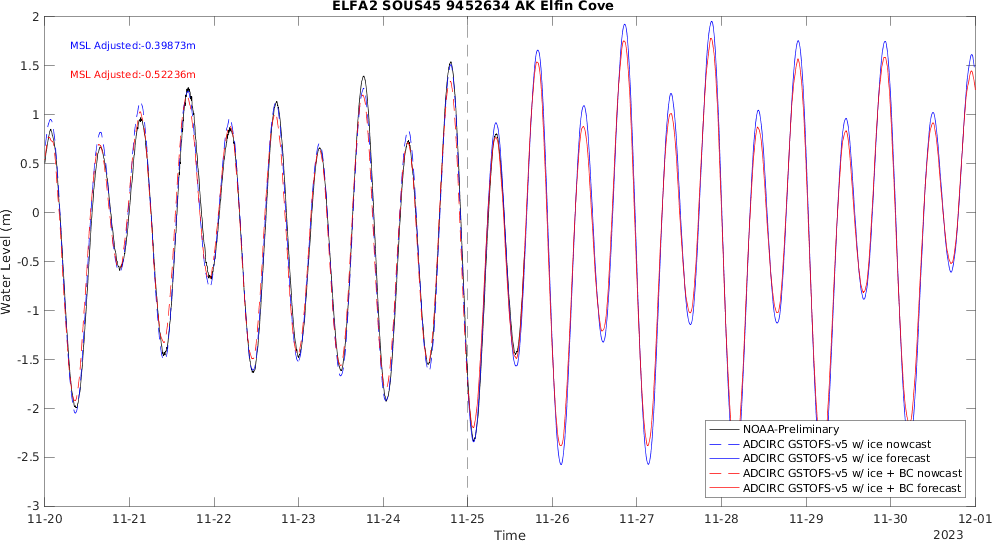 ELFA2 SOUS45 9452634 AK Elfin Cove
MSL Adjusted:-0.39873m
MSL Adjusted:-0.52236m
2
1.5
1
0.5
0
-0.5
-1
-1.5
-2
-2.5
-3
Water Level (m)
NOAA-Preliminary
ADCIRC GSTOFS-v5 w/ ice nowcast
ADCIRC GSTOFS-v5 w/ ice forecast
ADCIRC GSTOFS-v5 w/ ice + BC nowcast
ADCIRC GSTOFS-v5 w/ ice + BC forecast
11-20 11-21 11-22 11-23 11-24 11-25 11-26 11-27 11-28 11-29 11-30 12-01
Time
2023